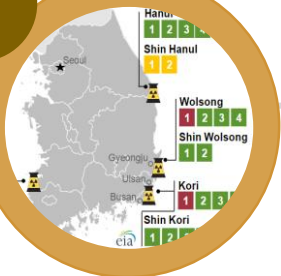 Hanul
1 2 3 4
Shin Hanul
1 2
Seoul
Wolsong
1 2 3 4
Shin Wolsong
1 2
Gyeongju
Ulsan
Busan
Kori
1 2 3
Shin Kori
1 2
eia